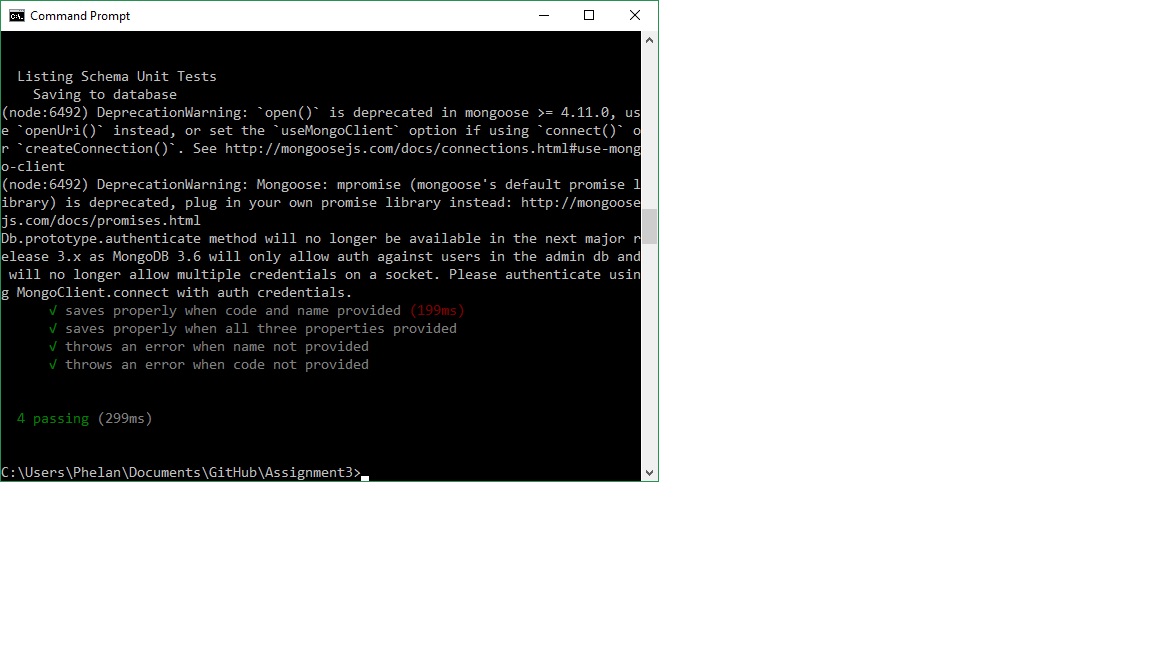 Command Prompt
Listing Schema Unit Tests
Saving to database
(node:6492) DeprecationWarning: `open()` is deprecated in mongoose >= 4.11.0, us
e `openUri()` instead, or set the `useMongoClient` option if using `connect()` o
r `createConnection()`. See http://mongoosejs.com/docs/connections.html#use-mong
o-client
(node:6492) DeprecationWarning: Mongoose: mpromise (mongoose's default promise l
ibrary) is deprecated, plug in your own promise library instead: http://mongoose
js.com/docs/promises.html
Db.prototype.authenticate method will no longer be available in the next major r
elease 3.x as MongoDB 3.6 will only allow auth against users in the admin db and
will no longer allow multiple credentials on a socket. Please authenticate usin
g MongoClient.connect with auth credentials.
√ saves properly when code and name provided (199ms)
√ saves properly when all three properties provided
√ throws an error when name not provided
√ throws an error when code not provided
4 passing (299ms)
C:\Users\Phelan\Documents\GitHub\Assignment3>